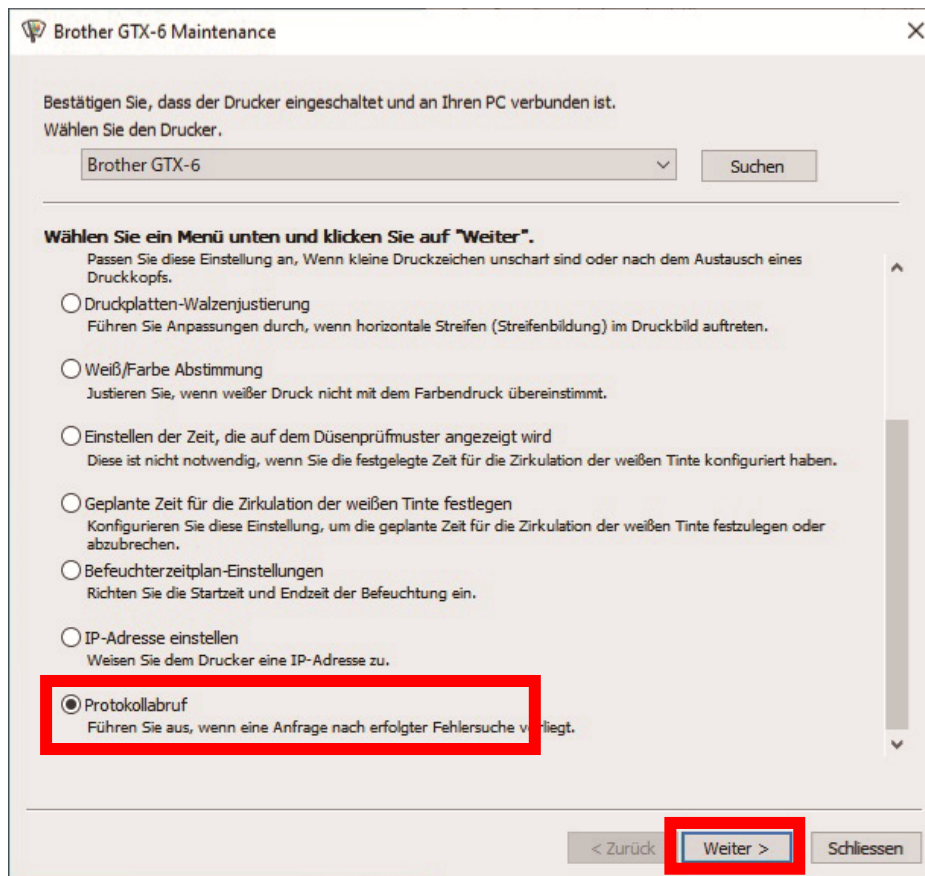 Brother GTX-6 Maintenance
Bestätigen Sie, dass der Drucker eingeschaltet und an Ihren PC verbunden ist.
Wählen Sie den Drucker.
Brother GTX-6
Suchen
Wählen Sie ein Menü unten und klicken Sie auf "Weiter".
Passen Sie diese Einstellung an, Wenn kleine Druckzeichen unscharf sind oder nach dem Austausch eines
Druckkopfs.
Druckplatten-Walzenjustierung
Führen Sie Anpassungen durch, wenn horizontale Streifen (Streifenbildung) im Druckbild auftreten.
Weiß/Farbe Abstimmung
Justieren Sie, wenn weißer Druck nicht mit dem Farbendruck übereinstimmt.
Einstellen der Zeit, die auf dem Düsenprüfmuster angezeigt wird
Diese ist nicht notwendig, wenn Sie die festgelegte Zeit für die Zirkulation der weißen Tinte konfiguriert haben.
Geplante Zeit für die Zirkulation der weißen Tinte festlegen
Konfigurieren Sie diese Einstellung, um die geplante Zeit für die Zirkulation der weißen Tinte festzulegen oder
abzubrechen.
Befeuchterzeitplan-Einstellungen
Richten Sie die Startzeit und Endzeit der Befeuchtung ein.
IP-Adresse einstellen
Weisen Sie dem Drucker eine IP-Adresse zu.
Protokollabruf
Führen Sie aus, wenn eine Anfrage nach erfolgter Fehlersuche vorliegt.
< Zurück
Weiter >
Schliessen